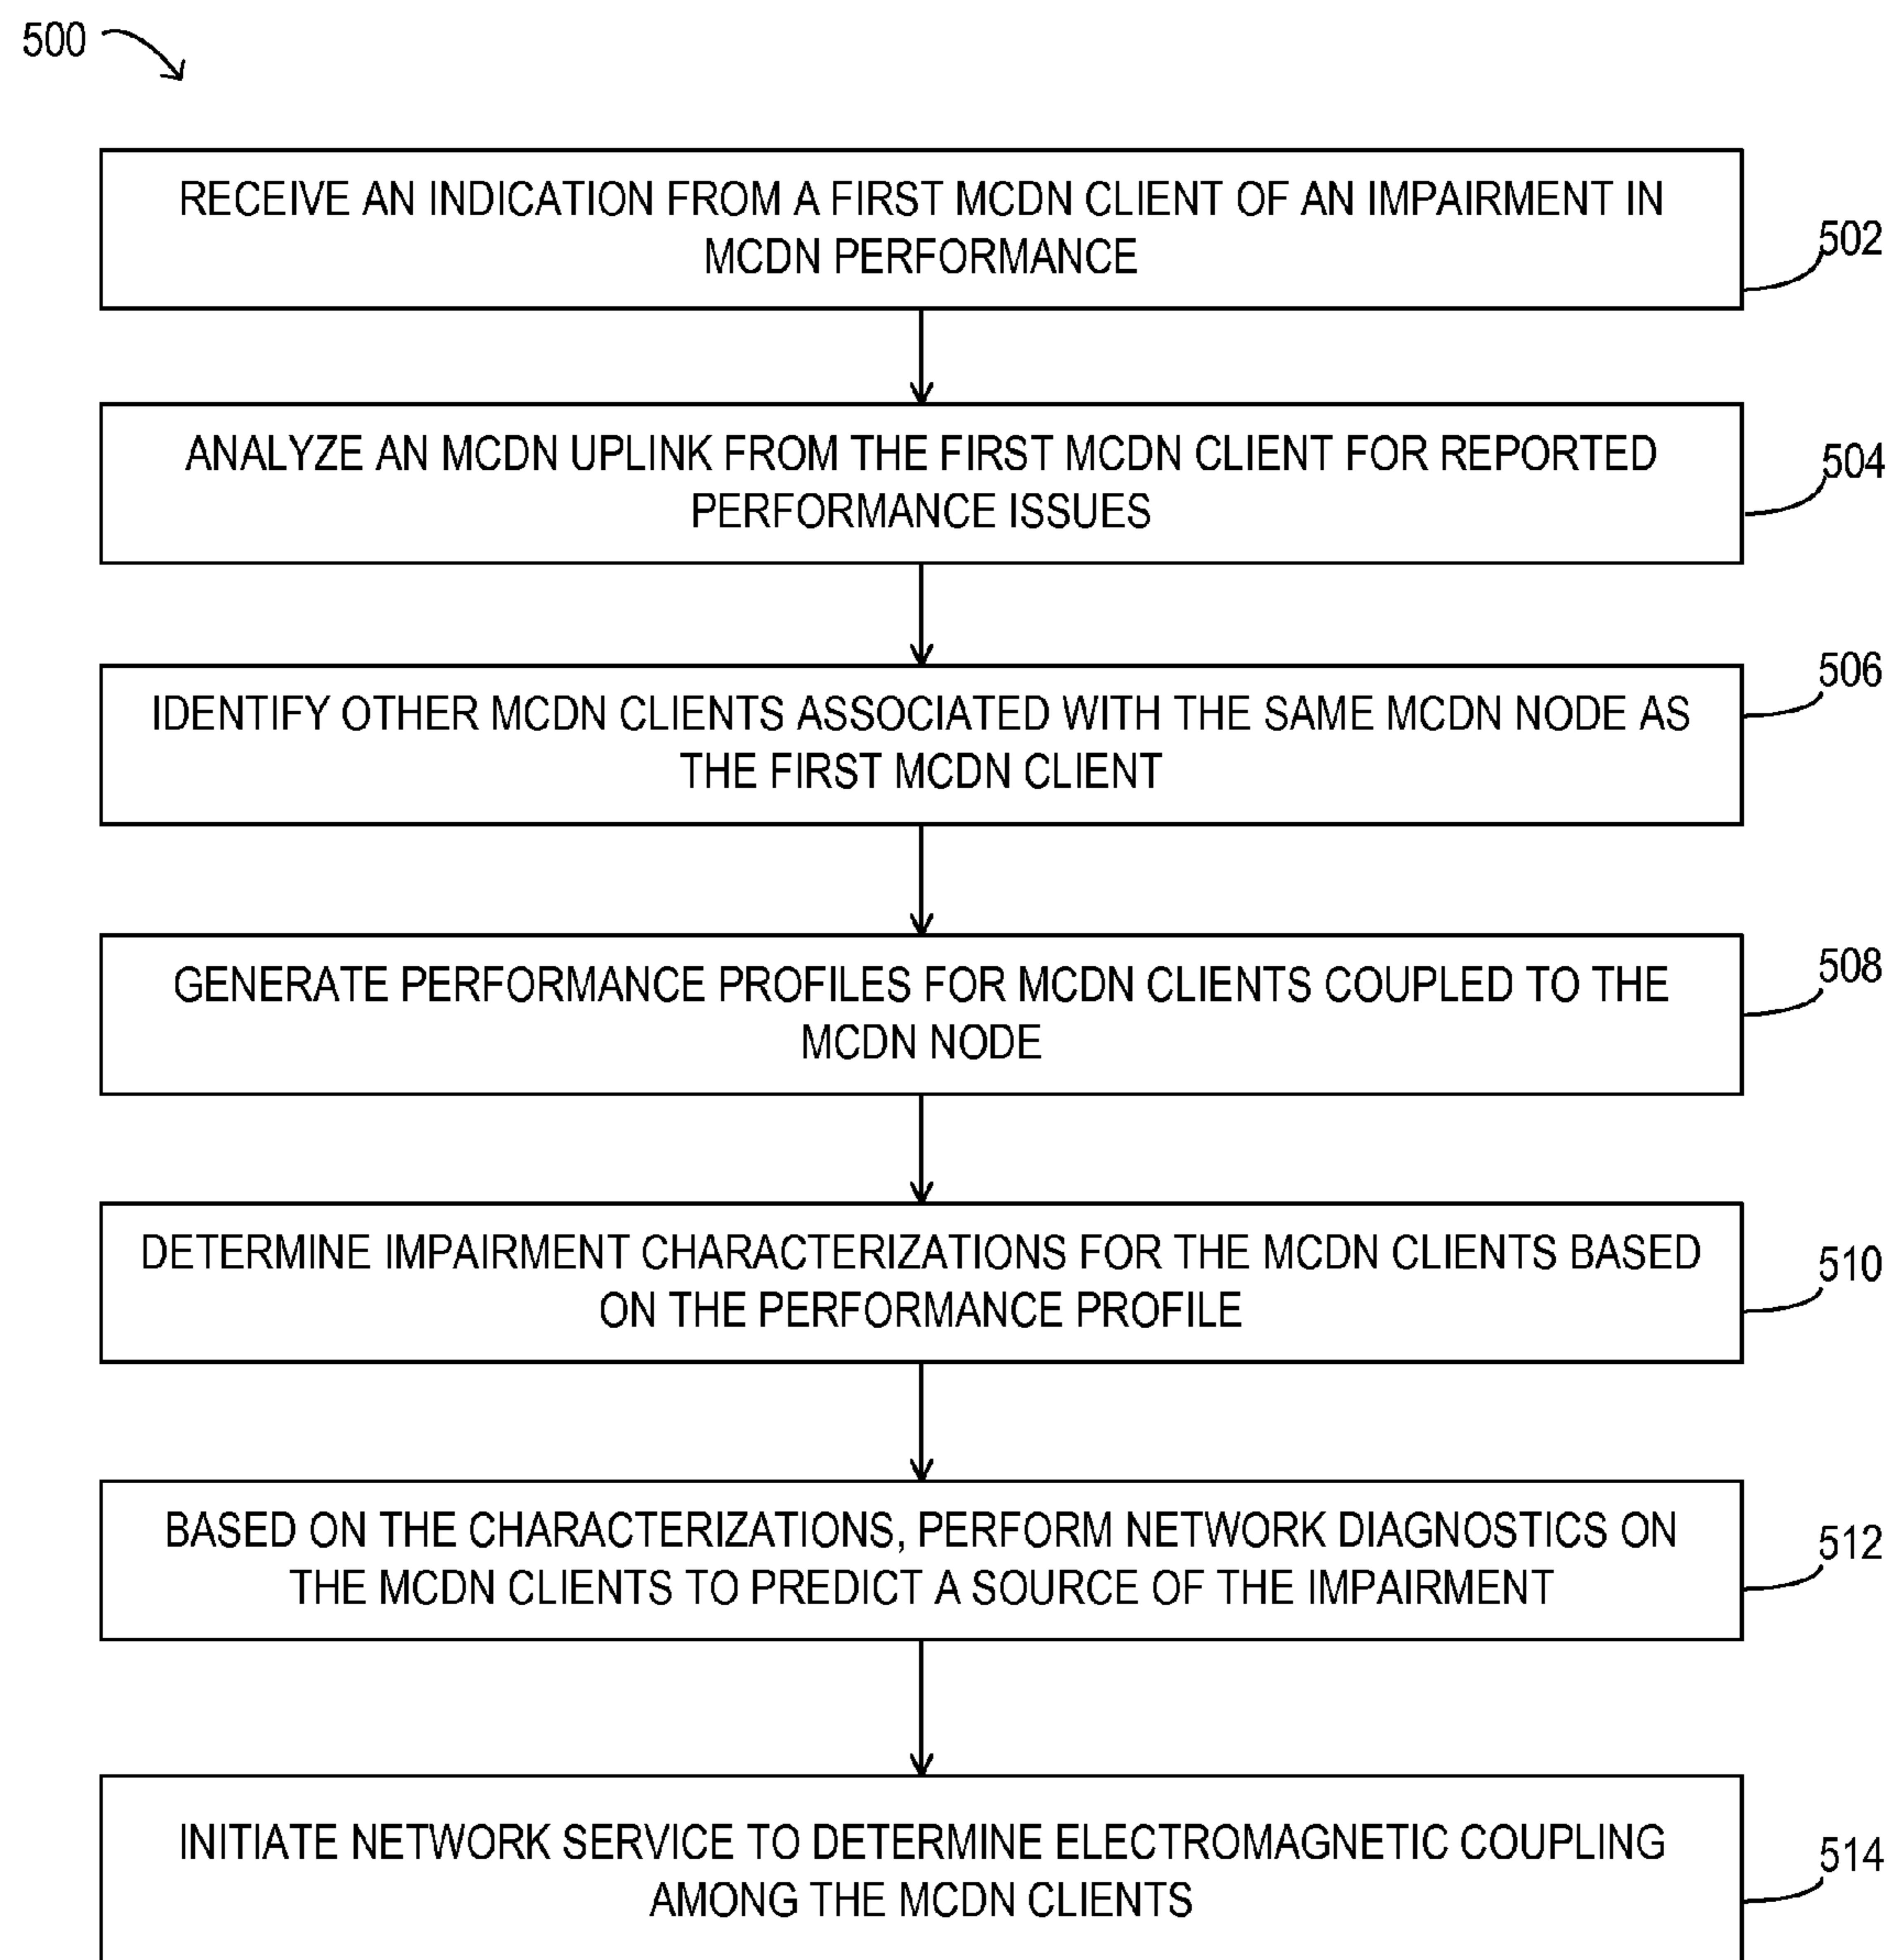 500
RECEIVE AN INDICATION FROM A FIRST MCDN CLIENT OF AN IMPAIRMENT IN
MCDN PERFORMANCE
502
ANALYZE AN MCDN UPLINK FROM THE FIRST MCDN CLIENT FOR REPORTED
PERFORMANCE ISSUES
504
IDENTIFY OTHER MCDN CLIENTS ASSOCIATED WITH THE SAME MCDN NODE AS
THE FIRST MCDN CLIENT
506
GENERATE PERFORMANCE PROFILES FOR MCDN CLIENTS COUPLED TO THE
MCDN NODE
508
DETERMINE IMPAIRMENT CHARACTERIZATIONS FOR THE MCDN CLIENTS BASED
ON THE PERFORMANCE PROFILE
510
BASED ON THE CHARACTERIZATIONS, PERFORM NETWORK DIAGNOSTICS ON
THE MCDN CLIENTS TO PREDICT A SOURCE OF THE IMPAIRMENT
512
INITIATE NETWORK SERVICE TO DETERMINE ELECTROMAGNETIC COUPLING
AMONG THE MCDN CLIENTS
514